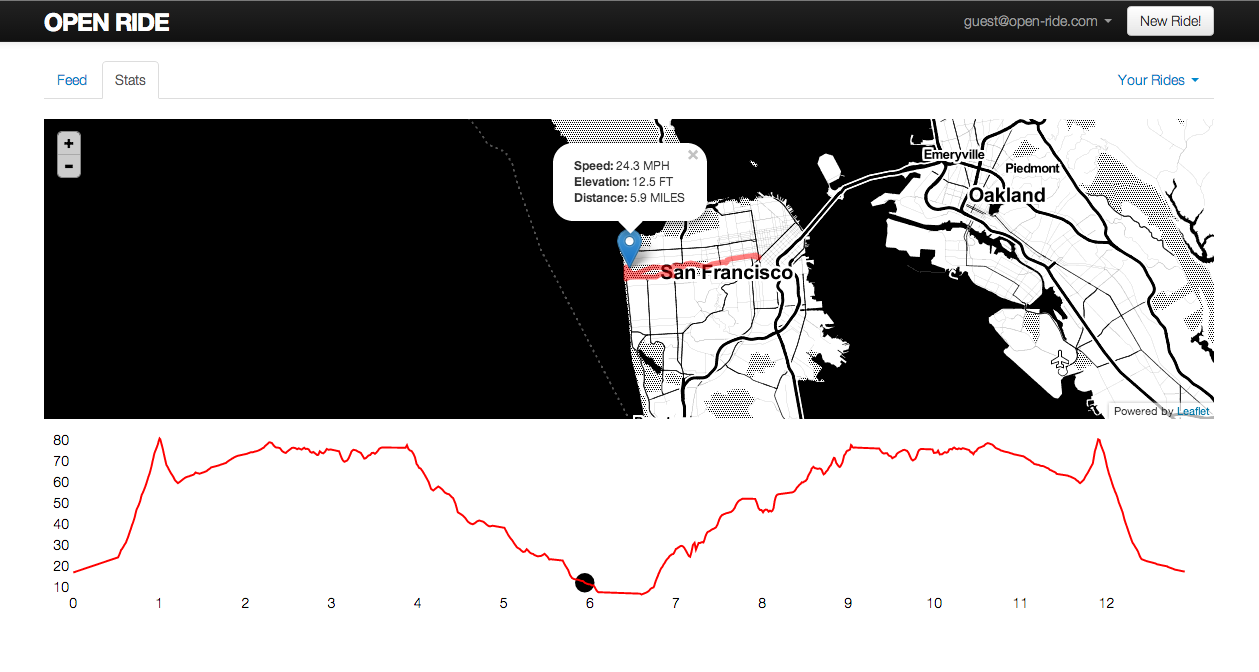 OPEN RIDE
guest@open-ride.com
New Ride!
Feed
Stats
Your Rides
+
-
×
Speed: 24.3 MPH
Elevation: 12.5 FT
Distance: 5.9 MILES
Emeryville
Piedmont
Oakland
San Francisco
Powered by Leaflet
80
70
60
50
40
30
20
10
0 1 2 3 4 5 6 7 8 9 10 11 12